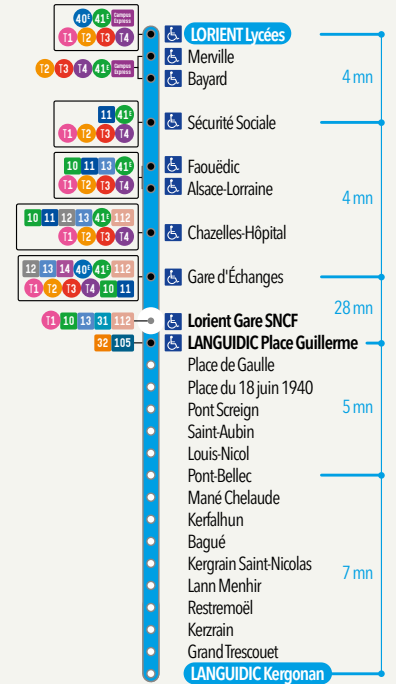 40E 41E Campus Express
T1 T2 T3 T4
LORIENT Lycées
T2 T3 T4 41E Campus Express
Merville
Bayard
4 mn
11 41E
T1 T2 T3 T4
Sécurité Sociale
10 11 13 41E
T1 T2 T3 T4
Faouëdic
Alsace-Lorraine
4 mn
10 11 12 13 41E 112
T1 T2 T3 T4
Chazelles-Hôpital
12 13 14 40E 41E 112
T1 T2 T3 T4 10 11
Gare d'Échanges
28 mn
T1 10 13 31 112
Lorient Gare SNCF
32 105
LANGUIDIC Place Guillerme
Place de Gaulle
Place du 18 juin 1940
Pont Screign
5 mn
Saint-Aubin
Louis-Nicol
Pont-Bellec
Mané Chelaude
Kerfalhun
Bagué
Kergrain Saint-Nicolas
7 mn
Lann Menhir
Restremoël
Kerzrain
Grand Trescouet
LANGUIDIC Kergonan